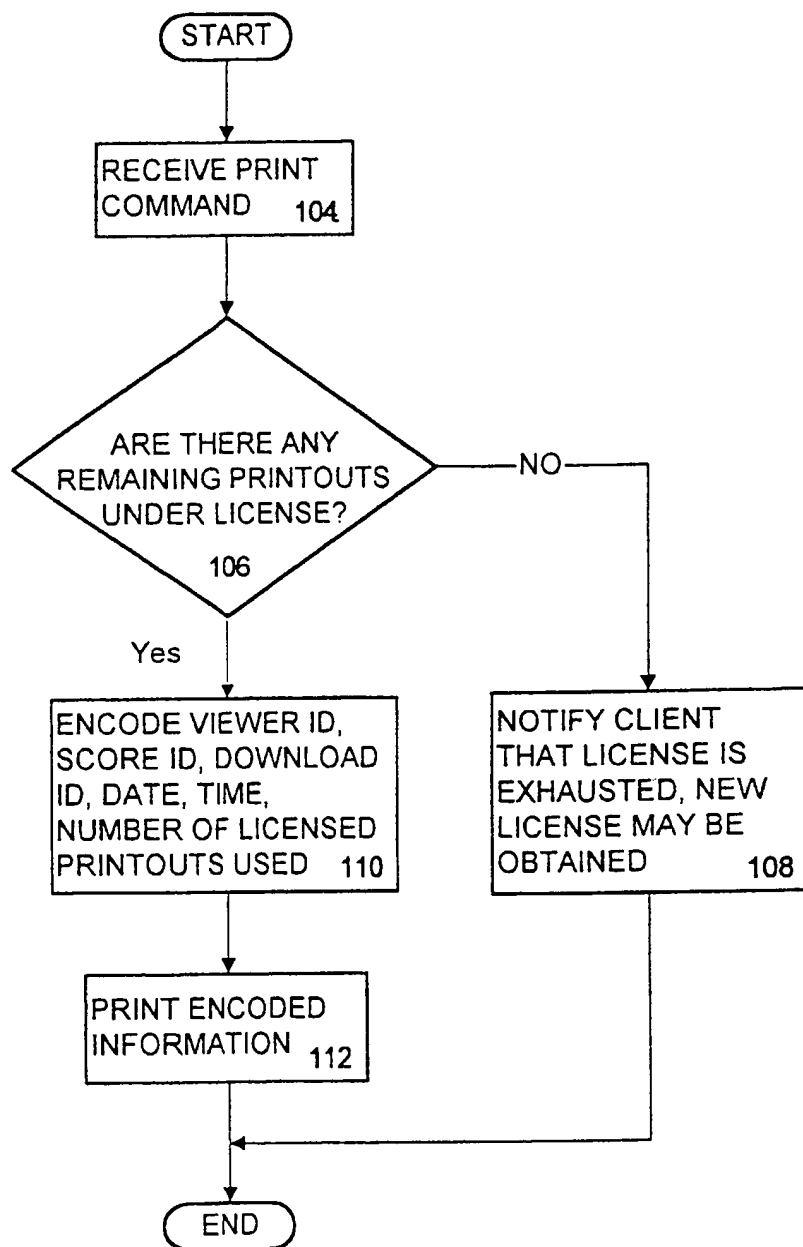 START
RECEIVE PRINT
COMMAND 104
ARE THERE ANY
REMAINING PRINTOUTS
UNDER LICENSE?
106
NO
Yes
ENCODE VIEWER ID,
SCORE ID, DOWNLOAD
ID, DATE, TIME,
NUMBER OF LICENSED
PRINTOUTS USED 110
NOTIFY CLIENT
THAT LICENSE IS
EXHAUSTED, NEW
LICENSE MAY BE
OBTAINED 108
PRINT ENCODED
INFORMATION 112
END